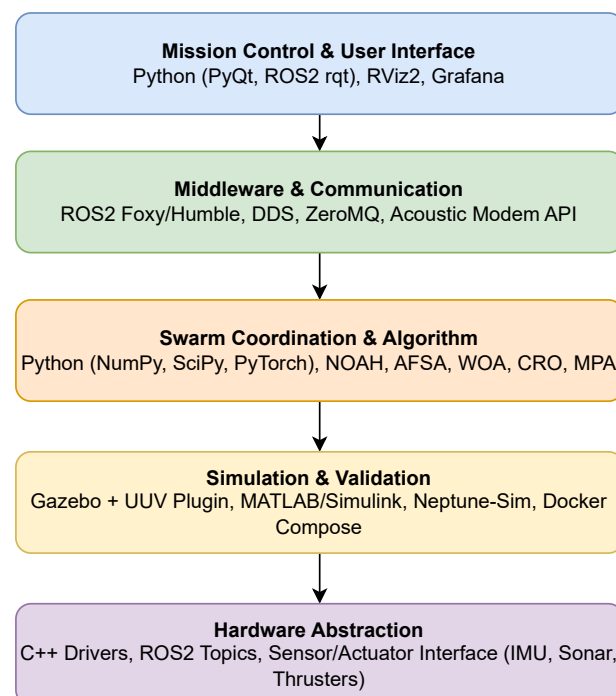 Mission Control & User Interface
Python (PyQt, ROS2 rqt), RViz2, Grafana
Middleware & Communication
ROS2 Foxy/Humble, DDS, ZeroMQ, Acoustic Modem API
Swarm Coordination & Algorithm
Python (NumPy, SciPy, PyTorch), NOAH, AFSA, WOA, CRO, MPA
Simulation & Validation
Gazebo + UUV Plugin, MATLAB/Simulink, Neptune-Sim, Docker
Compose
Hardware Abstraction
C++ Drivers, ROS2 Topics, Sensor/Actuator Interface (IMU, Sonar,
Thrusters)